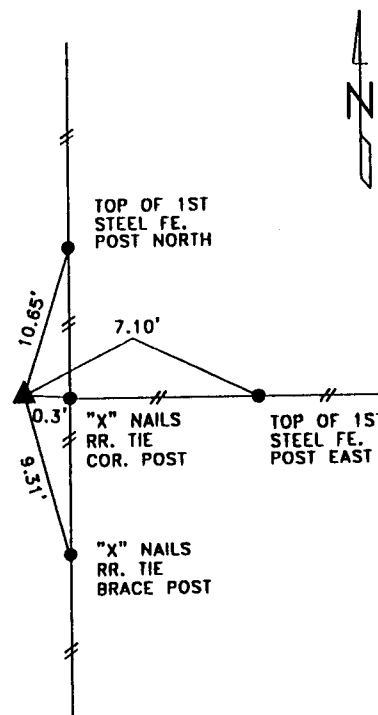 N
TOP OF 1ST
STEEL FE.
POST NORTH
10.65'
7.10'
0.3'
"X" NAILS
RR. TIE
COR. POST
TOP OF 1ST
STEEL FE.
POST EAST
9.31'
"X" NAILS
RR. TIE
BRACE POST